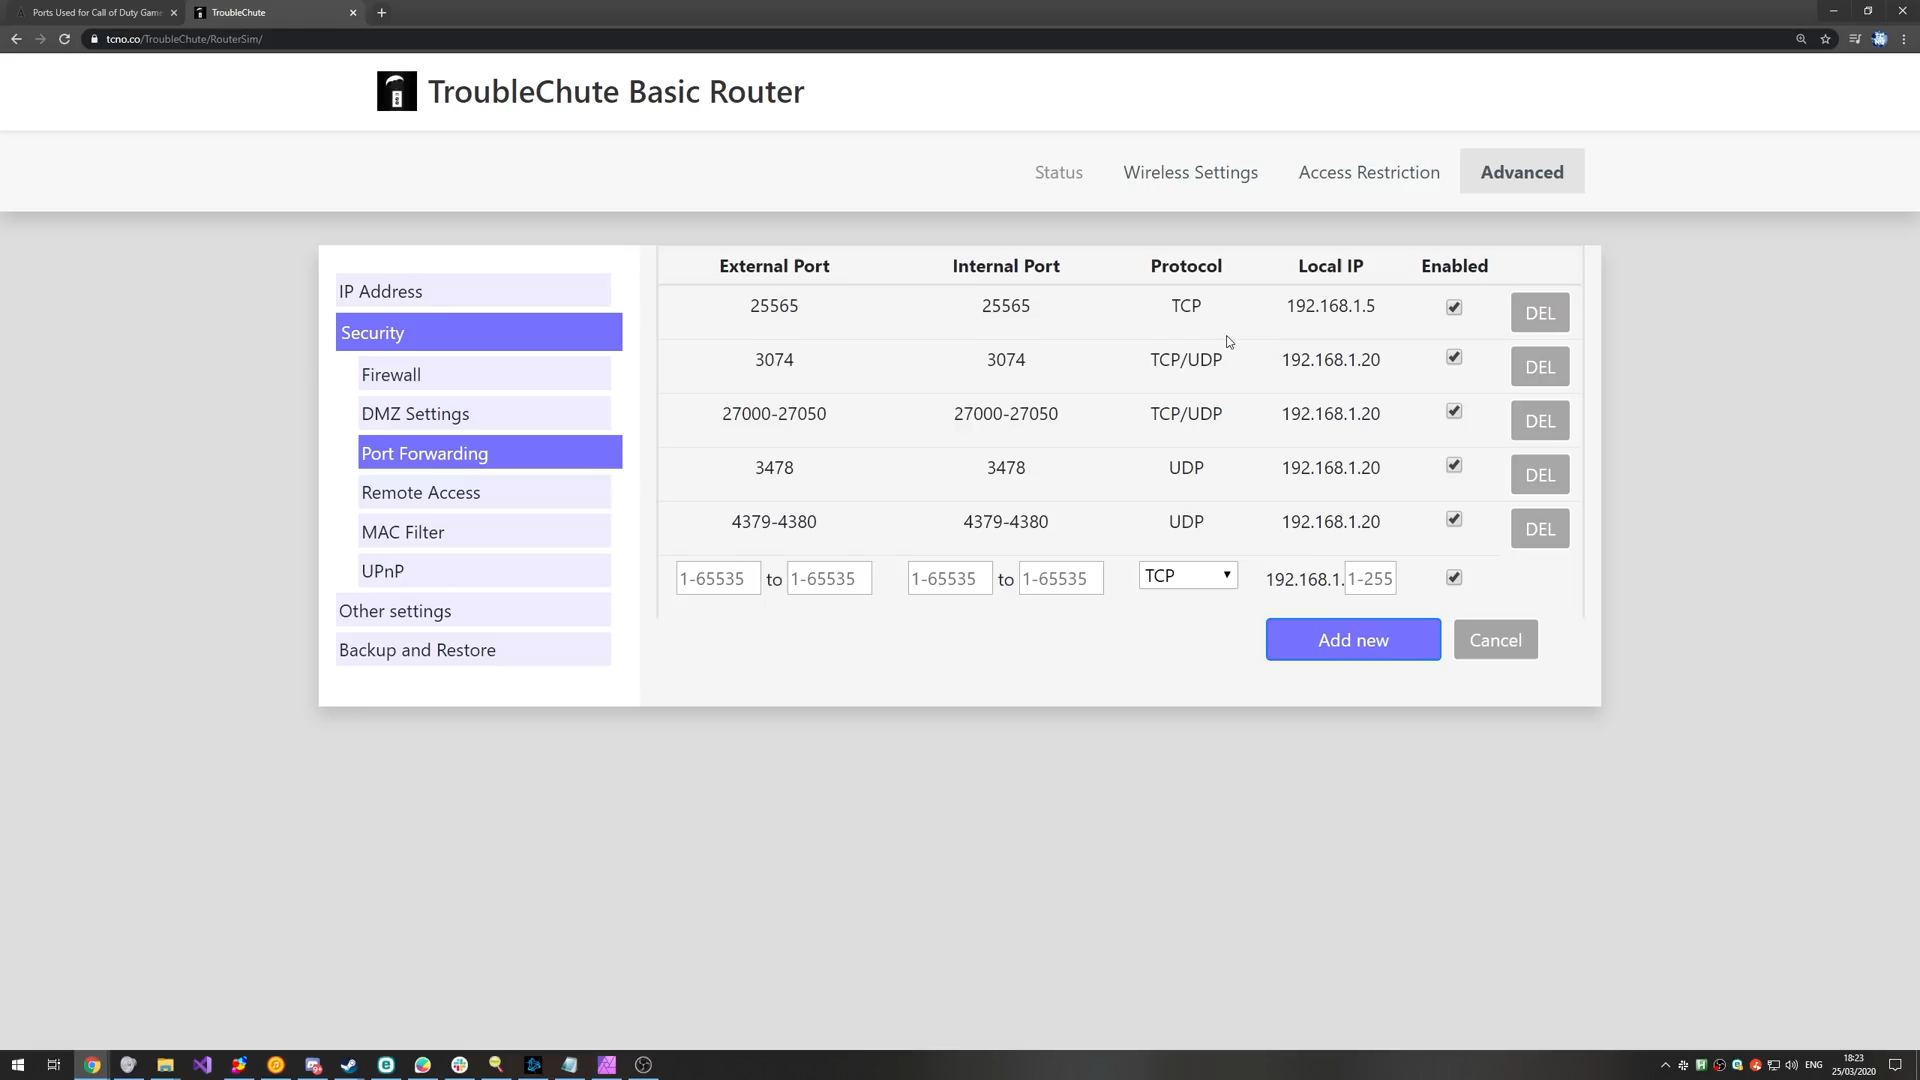 Ports Used for Call of Duty Gam
TroubleChute
tcno.co/TroubleChute/RouterSim/
TroubleChute Basic Router
Status Wireless Settings Access Restriction Advanced
IP Address
Security
Firewall
DMZ Settings
Port Forwarding
Remote Access
MAC Filter
UPnP
Other settings
Backup and Restore
External Port Internal Port Protocol Local IP Enabled
25565 25565 TCP 192.168.1.5 DEL
3074 3074 TCP/UDP 192.168.1.20 DEL
27000-27050 27000-27050 TCP/UDP 192.168.1.20 DEL
3478 3478 UDP 192.168.1.20 DEL
4379-4380 4379-4380 UDP 192.168.1.20 DEL
1-65535 to 1-65535 1-65535 to 1-65535 TCP 192.168.1. 1-255
Add new Cancel
ENG
18:23
25/03/2020